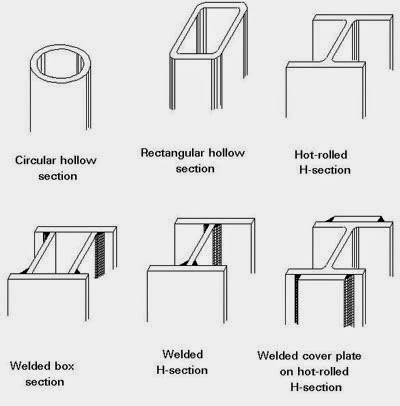 Circular hollow
section
Rectangular hollow
section
Hot-rolled
H-section
Welded box
section
Welded
H-section
Welded cover plate
on hot-rolled
H-section